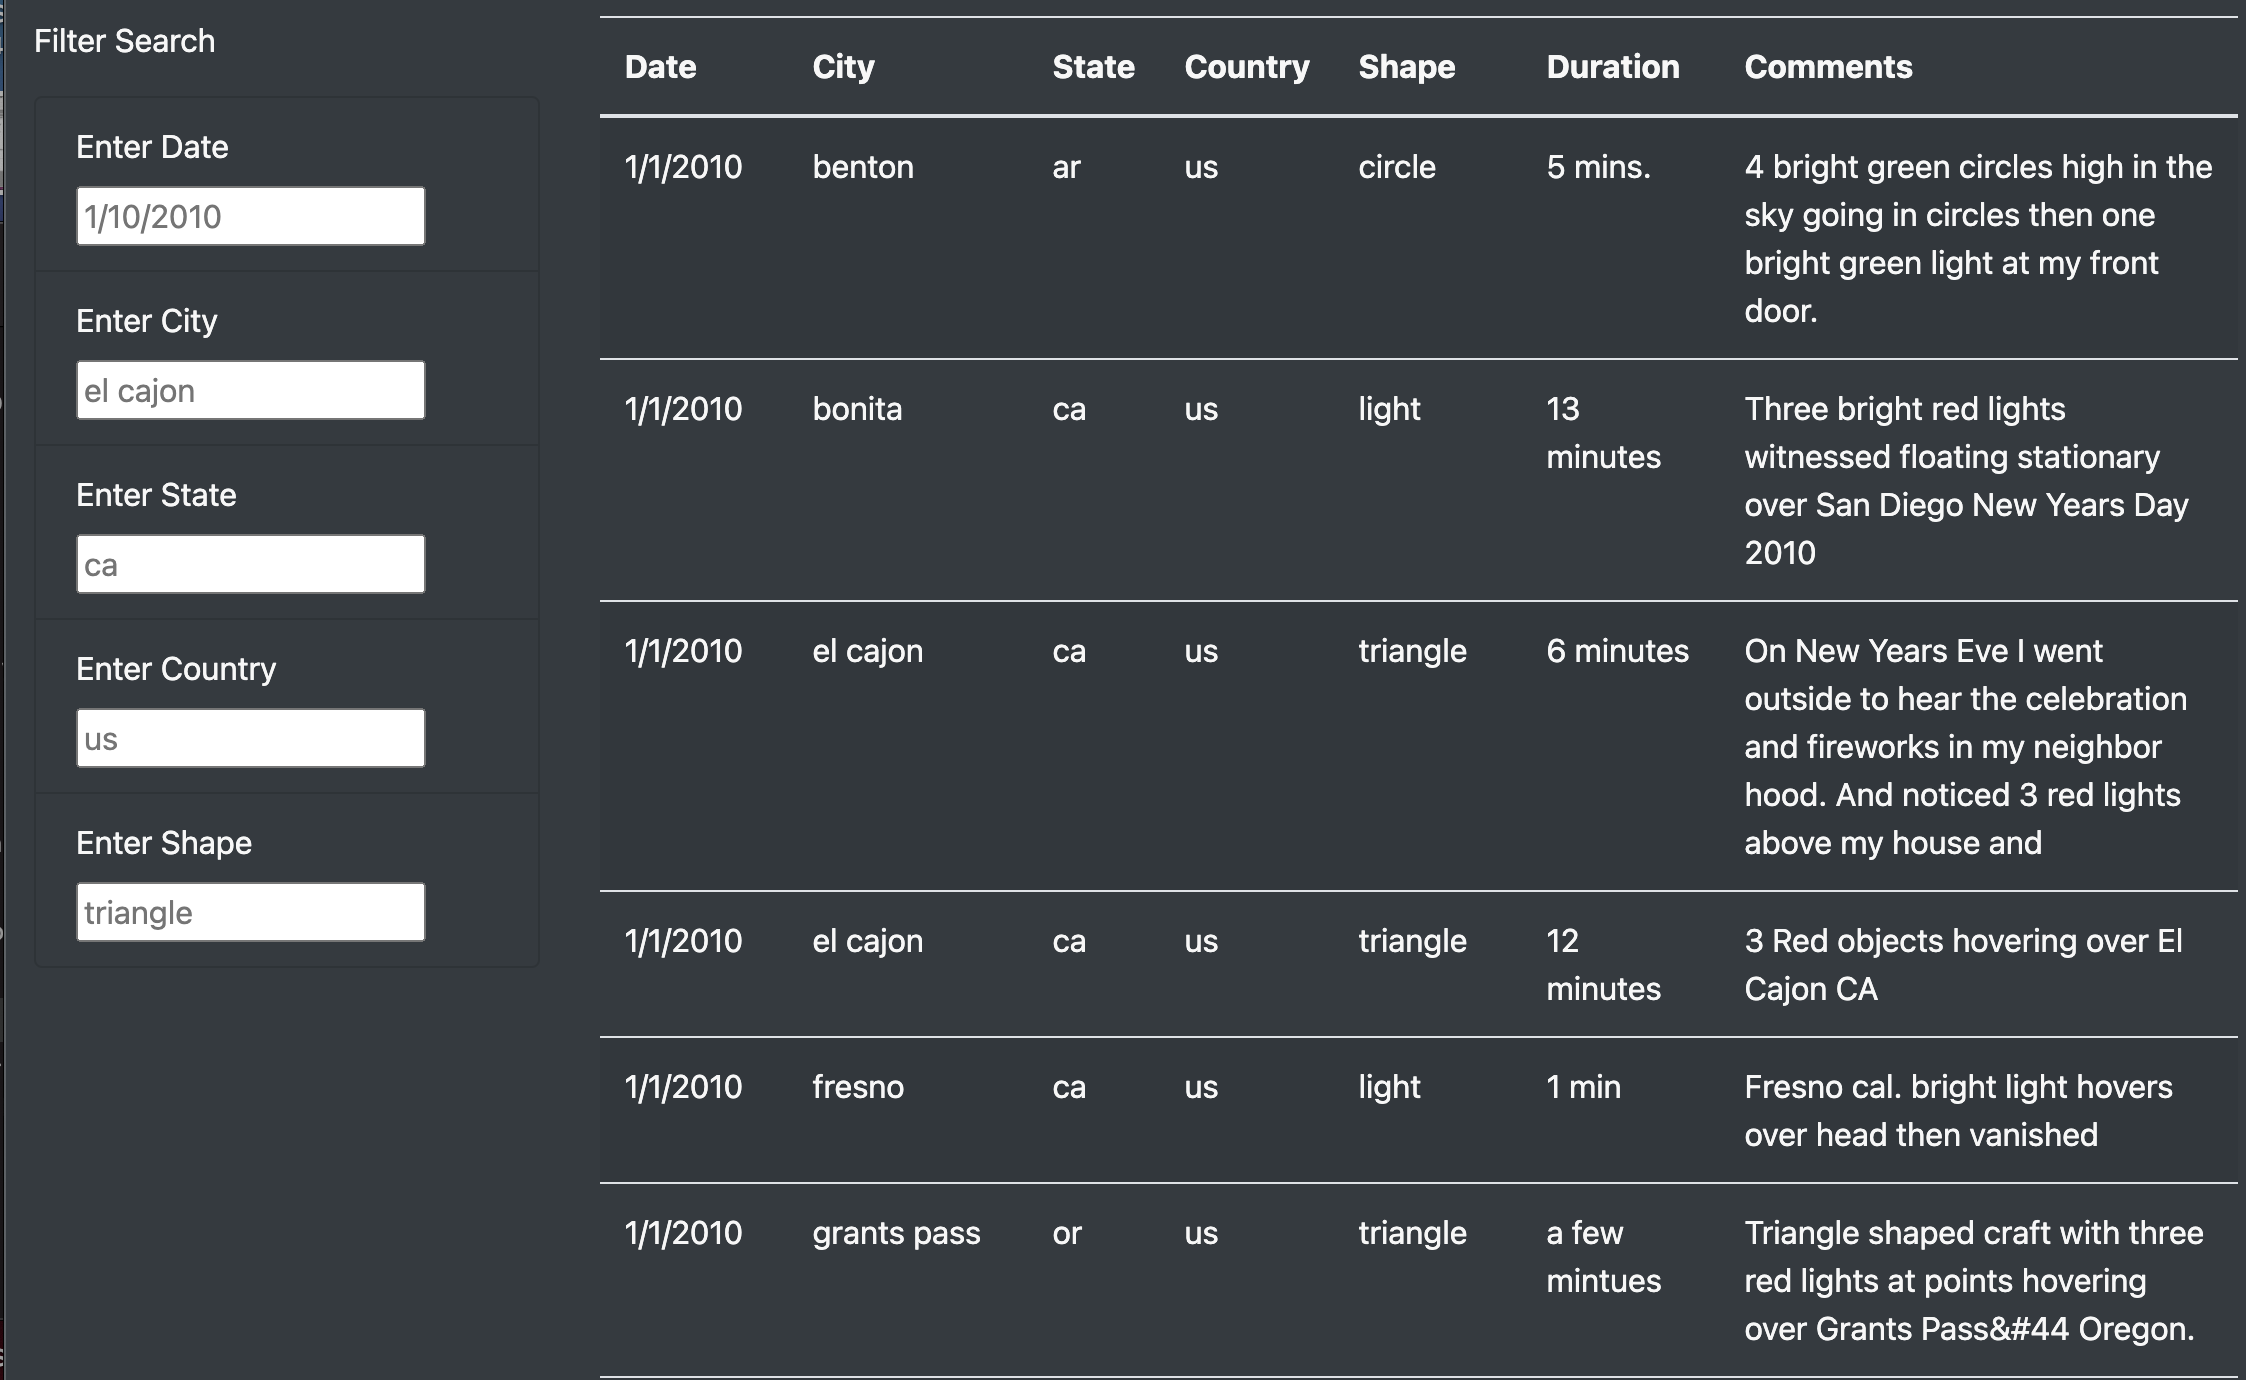 Filter Search
Enter Date
1/10/2010
Enter City
el cajon
Enter State
ca
Enter Country
us
Enter Shape
triangle
Date City State Country Shape Duration Comments
1/1/2010 benton ar us circle 5 mins. 4 bright green circles high in the
sky going in circles then one
bright green light at my front
door.
1/1/2010 bonita ca us light 13 Three bright red lights
minutes witnessed floating stationary
over San Diego New Years Day
2010
1/1/2010 el cajon ca us triangle 6 minutes On New Years Eve I went
outside to hear the celebration
and fireworks in my neighbor
hood. And noticed 3 red lights
above my house and
1/1/2010 el cajon ca us triangle 12 3 Red objects hovering over El
minutes Cajon CA
1/1/2010 fresno ca us light 1 min Fresno cal. bright light hovers
over head then vanished
1/1/2010 grants pass or us triangle a few Triangle shaped craft with three
mintues red lights at points hovering
over Grants Pass&#44 Oregon.